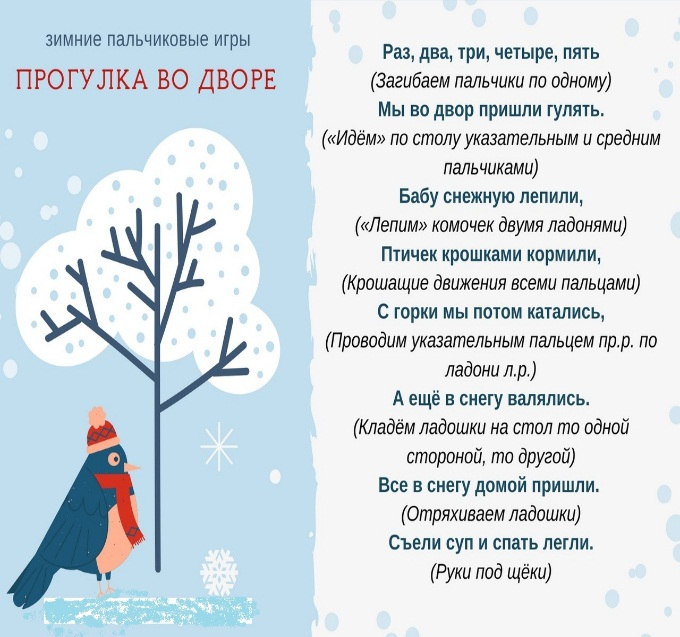 зимние пальчиковые игры
ПРОГУЛКА ВО ДВОРЕ
Раз, два, три, четыре, пять
(Загибаем пальчики по одному)
Мы во двор пришли гулять.
(«Идём» по столу указательным и средним
пальчиками)
Бабу снежную лепили,
(«Лепим» комочек двумя ладонями)
Птичек крошками кормили,
(Крошащие движения всеми пальцами)
С горки мы потом катались,
(Проводим указательным пальцем пр.р. по
ладони л.р.)
А ещё в снегу валялись.
(Кладём ладошки на стол то одной
стороной, то другой)
Все в снегу домой пришли.
(Отряхиваем ладошки)
Съели суп и спать легли.
(Руки под щёки)